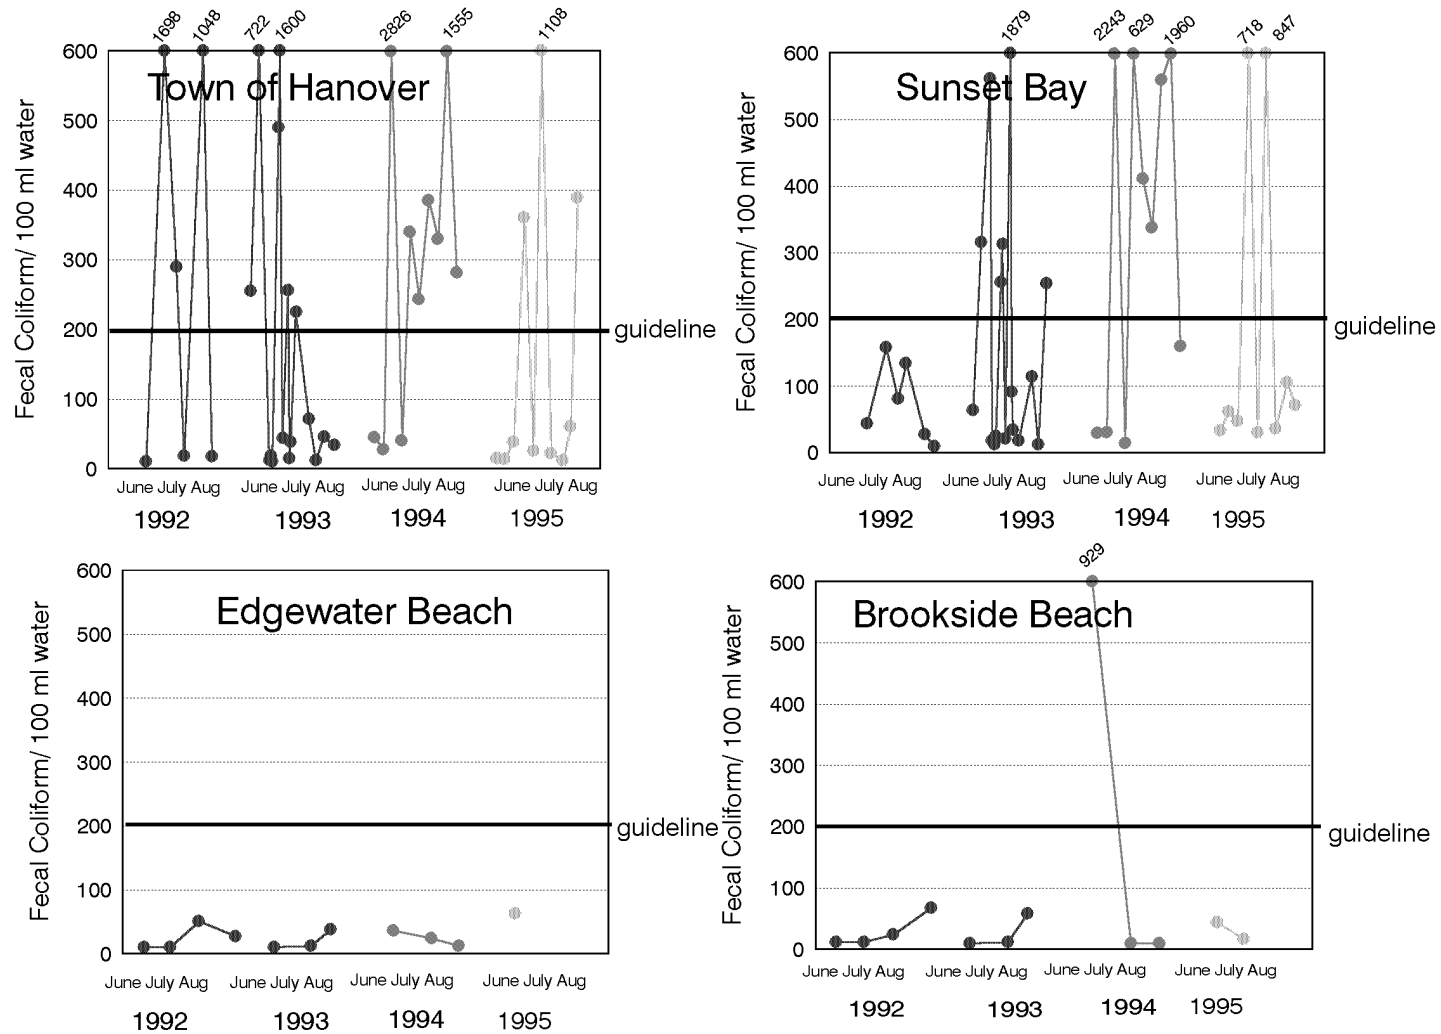 1698 1048 722 1600 2826 1555 1108
Town of Hanover
Fecal Coliform/ 100 ml water
600
500
400
300
200
100
0
guideline
June July Aug June July Aug June July Aug June July Aug
1992 1993 1994 1995
1879 2243 629 1960 718 847
Sunset Bay
Fecal Coliform/ 100 ml water
600
500
400
300
200
100
0
guideline
June July Aug June July Aug June July Aug June July Aug
1992 1993 1994 1995
Edgewater Beach
Fecal Coliform/ 100 ml water
600
500
400
300
200
100
0
guideline
June July Aug June July Aug June July Aug June July Aug
1992 1993 1994 1995
929
Brookside Beach
Fecal Coliform/ 100 ml water
600
500
400
300
200
100
0
guideline
June July Aug June July Aug June July Aug June July Aug
1992 1993 1994 1995